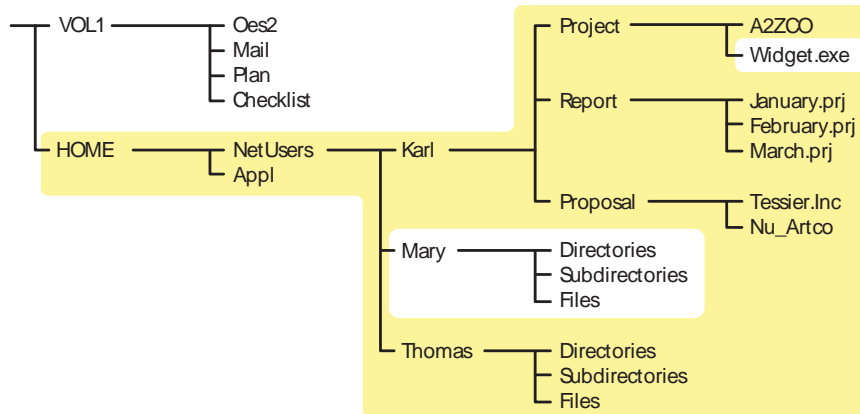 VOL1 Oes2 Project A2ZCO
Mail Widget.exe
Plan
Checklist Report January.prj
February.prj
HOME NetUsers Karl March.prj
Appl
Proposal Tessier.Inc
Nu_Artco
Mary Directories
Subdirectories
Files
Thomas Directories
Subdirectories
Files